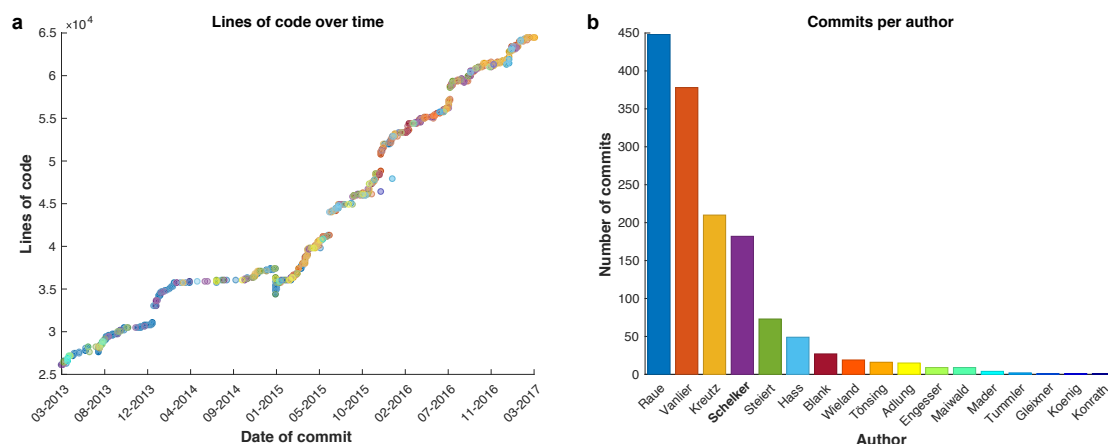 a
Lines of code over time
×10⁴
6.5
6
5.5
5
4.5
4
3.5
3
2.5
Lines of code
03-2013
08-2013
12-2013
04-2014
09-2014
01-2015
05-2015
10-2015
02-2016
07-2016
11-2016
03-2017
Date of commit
b
Commits per author
450
400
350
300
250
200
150
100
50
0
Number of commits
Raue
Vanlier
Kreutz
Schelker
Steiert
Hass
Blank
Wieland
Tönsing
Adlung
Engesser
Maiwald
Mader
Tummler
Gleixner
Koenig
Konrath
Author